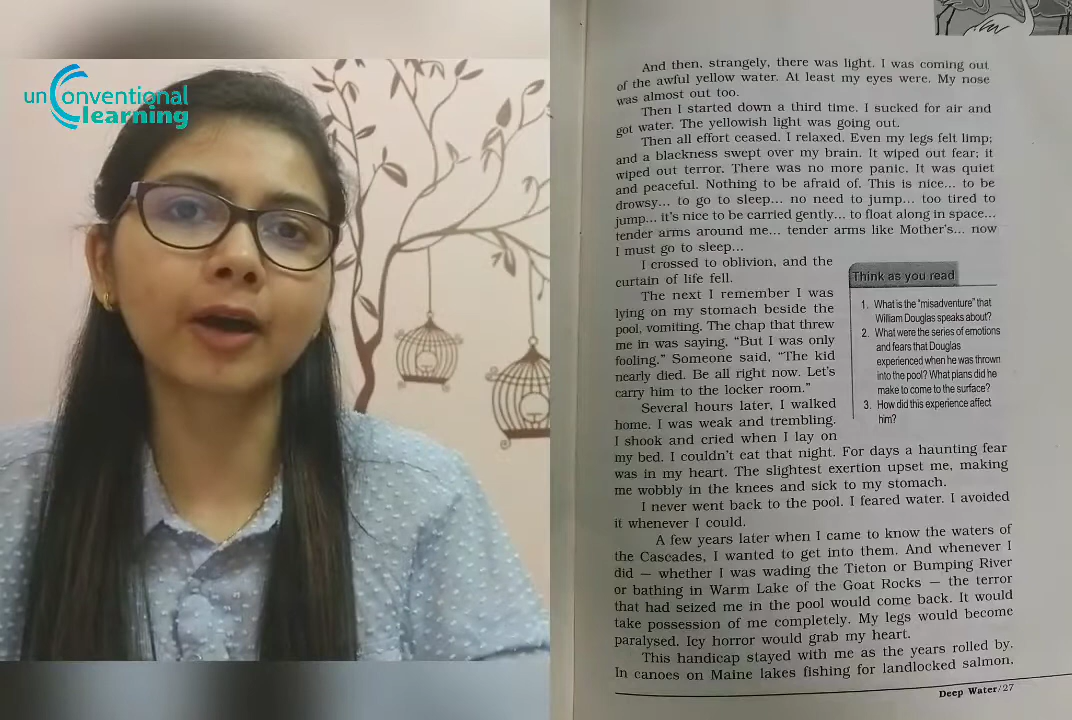 unConventional
learning
And then, strangely, there was light. I was coming out
of the awful yellow water. At least my eyes were. My nose
was almost out too.
Then I started down a third time. I sucked for air and
got water. The yellowish light was going out.
Then all effort ceased. I relaxed. Even my legs felt limp;
and a blackness swept over my brain. It wiped out fear; it
wiped out terror. There was no more panic. It was quiet
and peaceful. Nothing to be afraid of. This is nice... to be
drowsy... to go to sleep... no need to jump... too tired to
jump... it's nice to be carried gently... to float along in space...
tender arms around me... tender arms like Mother's... now
I must go to sleep...
I crossed to oblivion, and the
curtain of life fell.
The next I remember I was
lying on my stomach beside the
pool, vomiting. The chap that threw
me in was saying, “But I was only
fooling.” Someone said, “The kid
nearly died. Be all right now. Let's
carry him to the locker room.”
Several hours later, I walked
home. I was weak and trembling.
I shook and cried when I lay on
my bed. I couldn't eat that night. For days a haunting fear
was in my heart. The slightest exertion upset me, making
me wobbly in the knees and sick to my stomach.
I never went back to the pool. I feared water. I avoided
it whenever I could.
A few years later when I came to know the waters of
the Cascades, I wanted to get into them. And whenever I
did — whether I was wading the Tieton or Bumping River
or bathing in Warm Lake of the Goat Rocks — the terror
that had seized me in the pool would come back. It would
take possession of me completely. My legs would become
paralysed. Icy horror would grab my heart.
This handicap stayed with me as the years rolled by.
In canoes on Maine lakes fishing for landlocked salmon,
Think as you read
1. What is the “misadventure” that
William Douglas speaks about?
2. What were the series of emotions
and fears that Douglas
experienced when he was thrown
into the pool? What plans did he
make to come to the surface?
3. How did this experience affect
him?
Deep Water/27